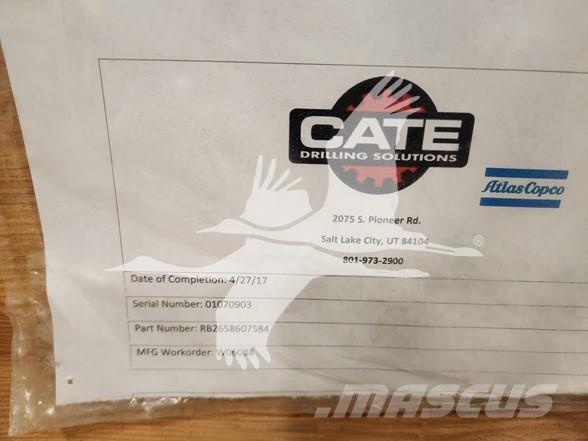 CATE
DRILLING SOLUTIONS
Atlas Copco
2075 S. Pioneer Rd.
Salt Lake City, UT 84104
®
801-973-2900
Date of Completion: 4/27/17
Serial Number: 01070903
Part Number: RB2658607584
MFG Workorder:
MASCUS